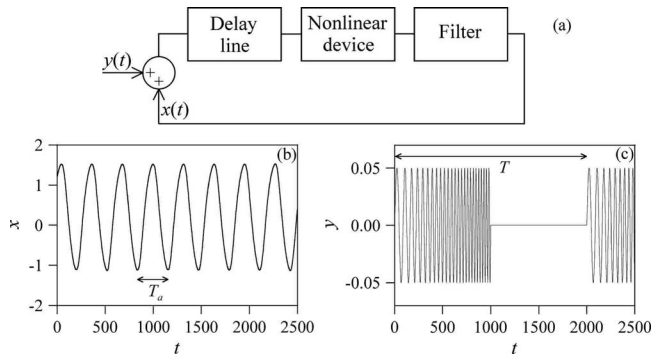 Delay line
Nonlinear device
Filter
(a)
y(t)
+
+
x(t)
(b)
2
1
0
-1
-2
x
T_a
0 500 1000 1500 2000 2500
t
(c)
T
0.05
0.00
-0.05
y
0 500 1000 1500 2000 2500
t